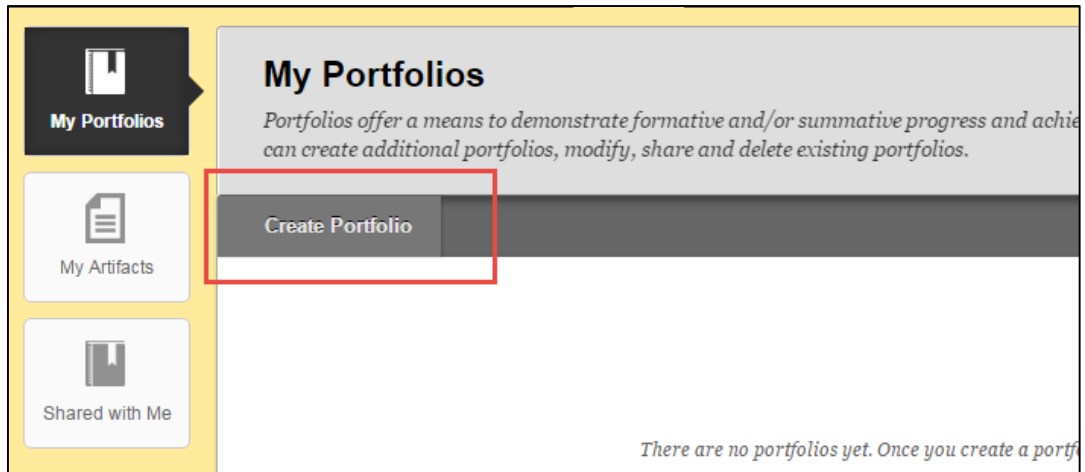 My Portfolios
My Artifacts
Shared with Me
My Portfolios
Portfolios offer a means to demonstrate formative and/or summative progress and achie
can create additional portfolios, modify, share and delete existing portfolios.
Create Portfolio
There are no portfolios yet. Once you create a portf